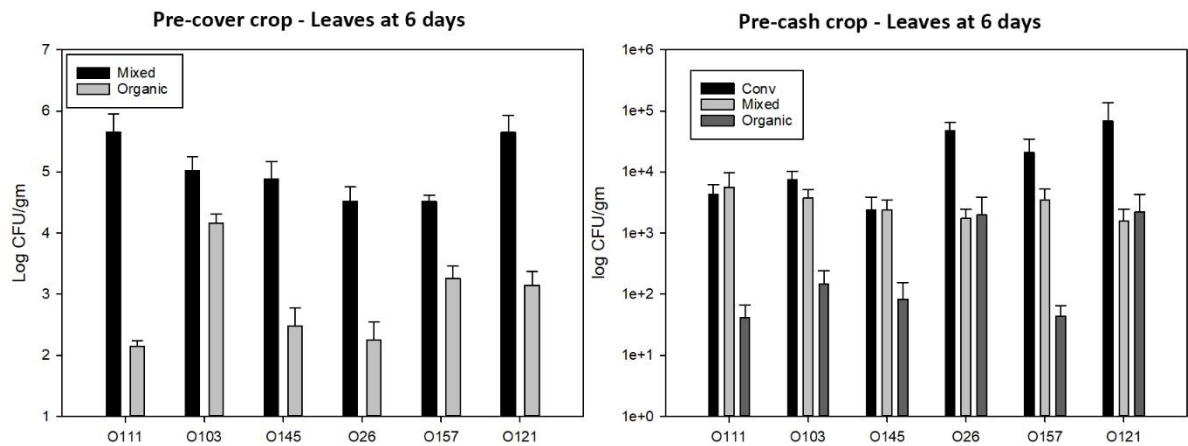 Pre-cover crop - Leaves at 6 days
Log CFU/gm
7
6
5
4
3
2
1
Mixed
Organic
O111 O103 O145 O26 O157 O121
Pre-cash crop - Leaves at 6 days
log CFU/gm
1e+6
1e+5
1e+4
1e+3
1e+2
1e+1
1e+0
Conv
Mixed
Organic
O111 O103 O145 O26 O157 O121